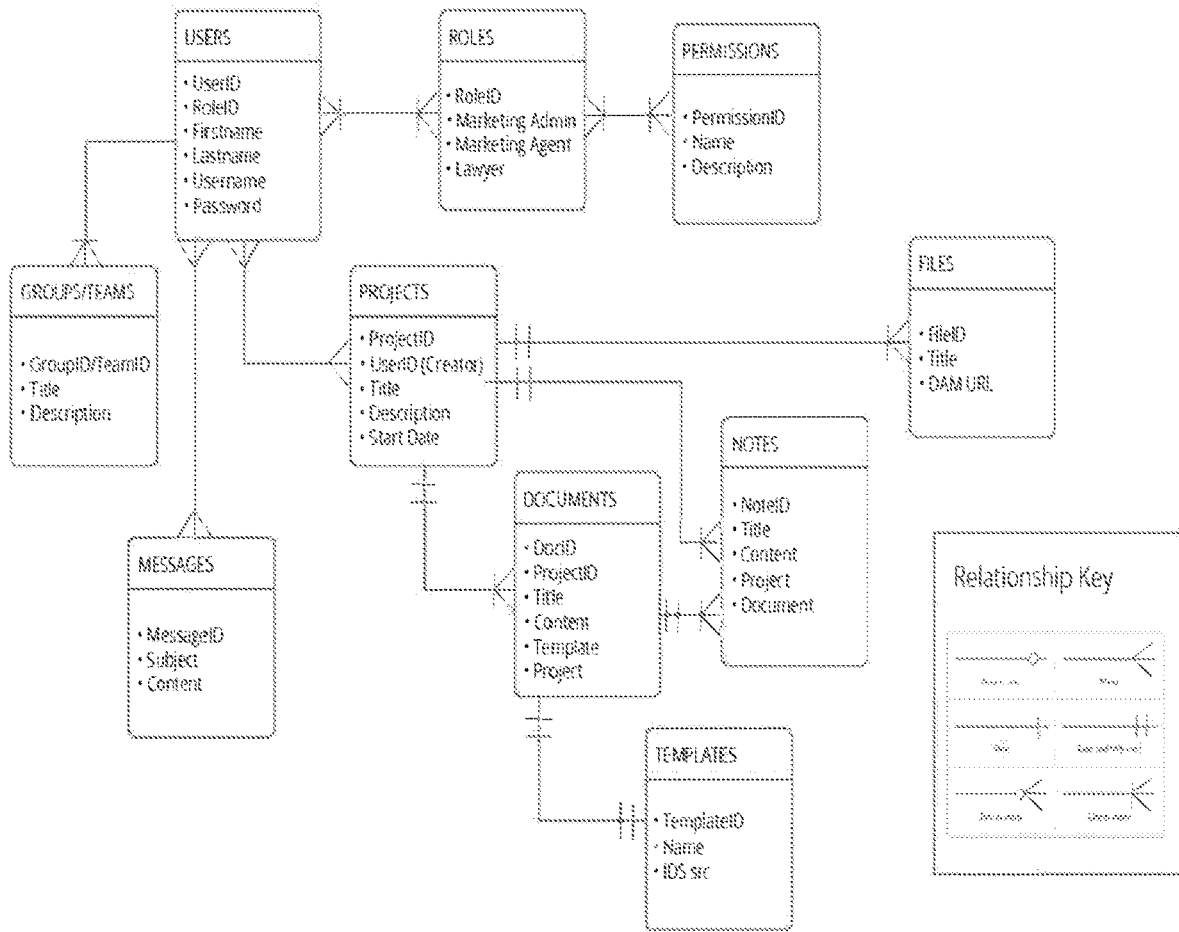 USERS
• UserID
• RoleID
• Firstname
• Lastname
• Username
• Password
ROLES
• RoleID
• Marketing Admin
• Marketing Agent
• Lawyer
PERMISSIONS
• PermissionID
• Name
• Description
GROUPS/TEAMS
• GroupID/TeamID
• Title
• Description
PROJECTS
• ProjectID
• UserID (Creator)
• Title
• Description
• Start Date
FILES
• FileID
• Title
• DAM URL
MESSAGES
• MessageID
• Subject
• Content
DOCUMENTS
• DocID
• ProjectID
• Title
• Content
• Template
• Project
NOTES
• NoteID
• Title
• Content
• Project
• Document
TEMPLATES
• TemplateID
• Name
• IDS src
Relationship Key